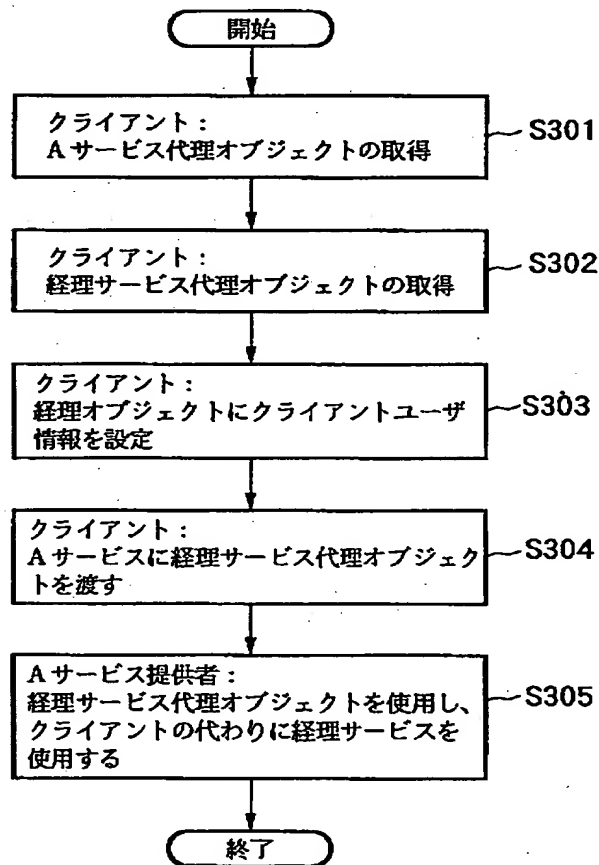 開始
クライアント:
Aサービス代理オブジェクトの取得
S301
クライアント:
経理サービス代理オブジェクトの取得
S302
クライアント:
経理オブジェクトにクライアントユーザ
情報を設定
S303
クライアント:
Aサービスに経理サービス代理オブジェク
トを渡す
S304
Aサービス提供者:
経理サービス代理オブジェクトを使用し、
クライアントの代わりに経理サービスを
使用する
S305
終了